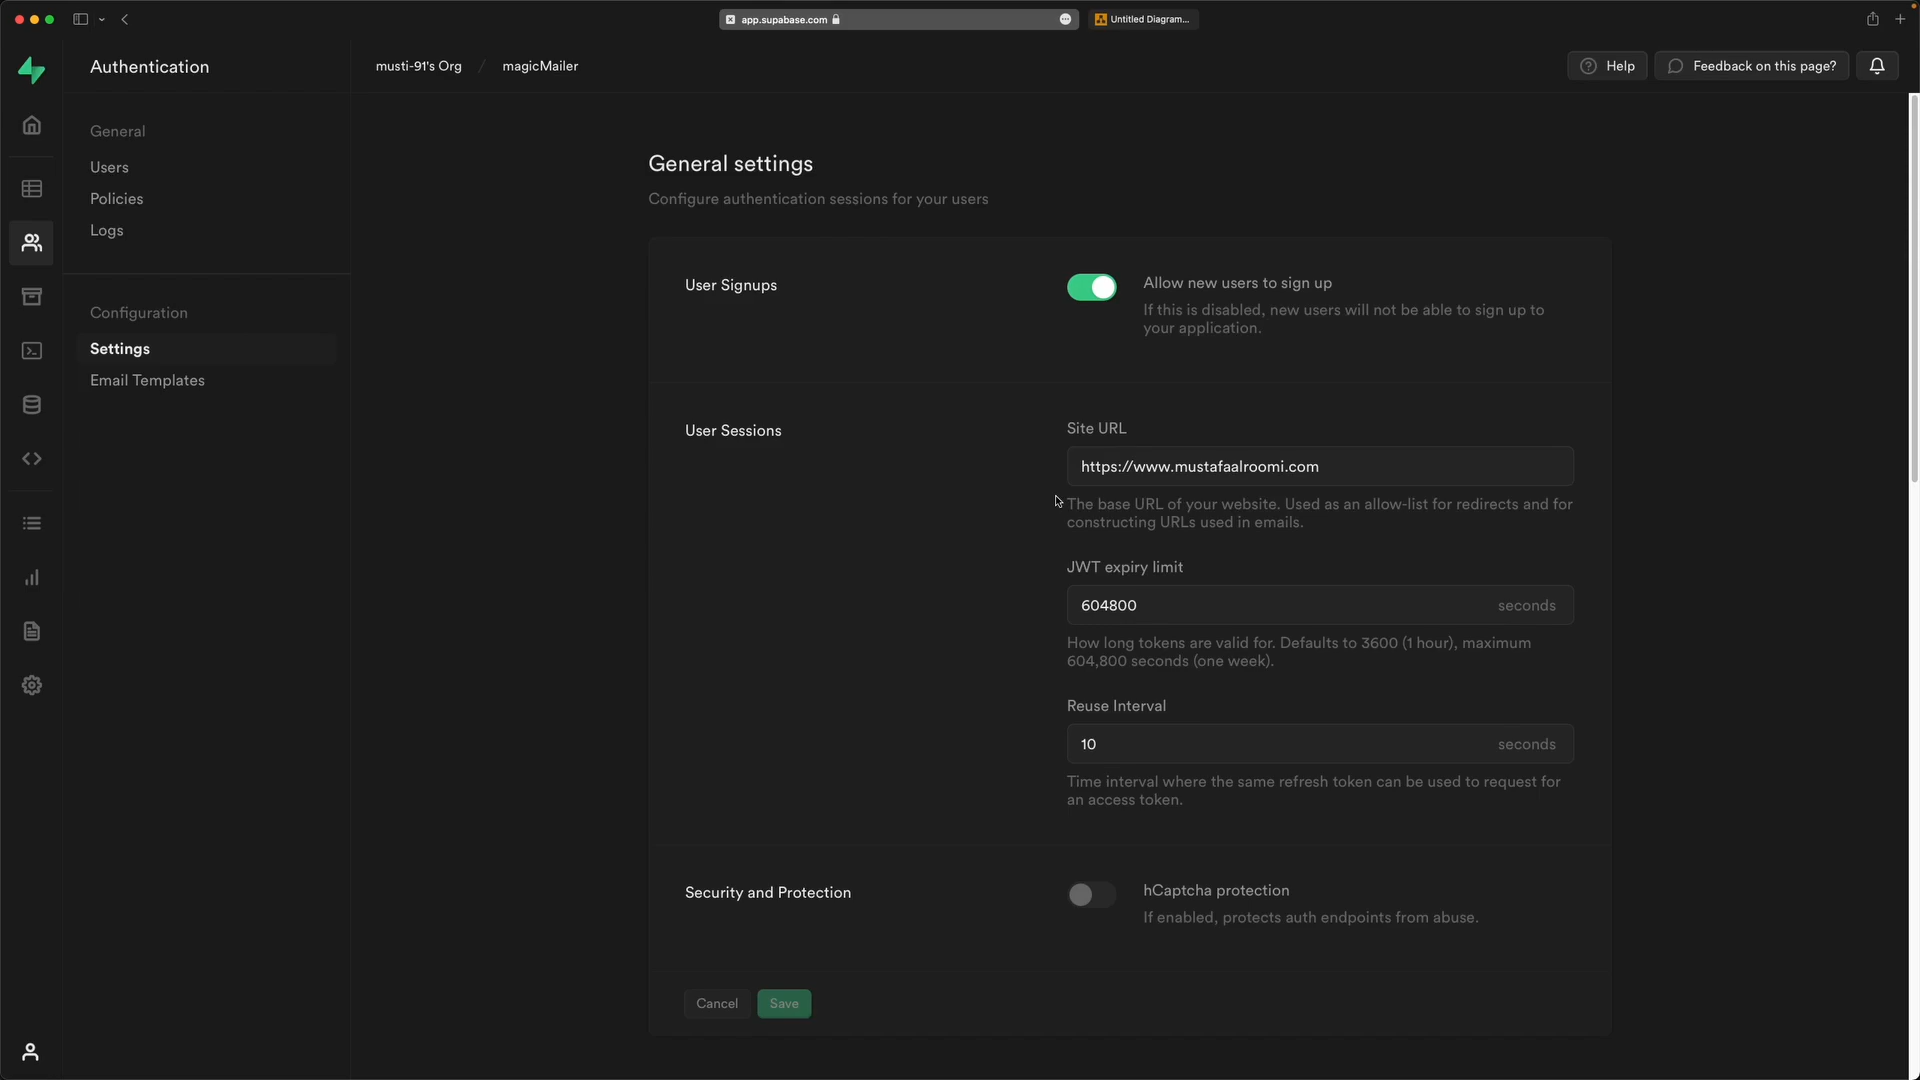 app.supabase.com
Untitled Diagram...
Authentication
musti-91's Org / magicMailer
Help
Feedback on this page?
General
Users
Policies
Logs
Configuration
Settings
Email Templates
General settings
Configure authentication sessions for your users
User Signups
Allow new users to sign up
If this is disabled, new users will not be able to sign up to
your application.
User Sessions
Site URL
https://www.mustafaalroomi.com
The base URL of your website. Used as an allow-list for redirects and for
constructing URLs used in emails.
JWT expiry limit
604800 seconds
How long tokens are valid for. Defaults to 3600 (1 hour), maximum
604,800 seconds (one week).
Reuse Interval
10 seconds
Time interval where the same refresh token can be used to request for
an access token.
Security and Protection
hCaptcha protection
If enabled, protects auth endpoints from abuse.
Cancel
Save